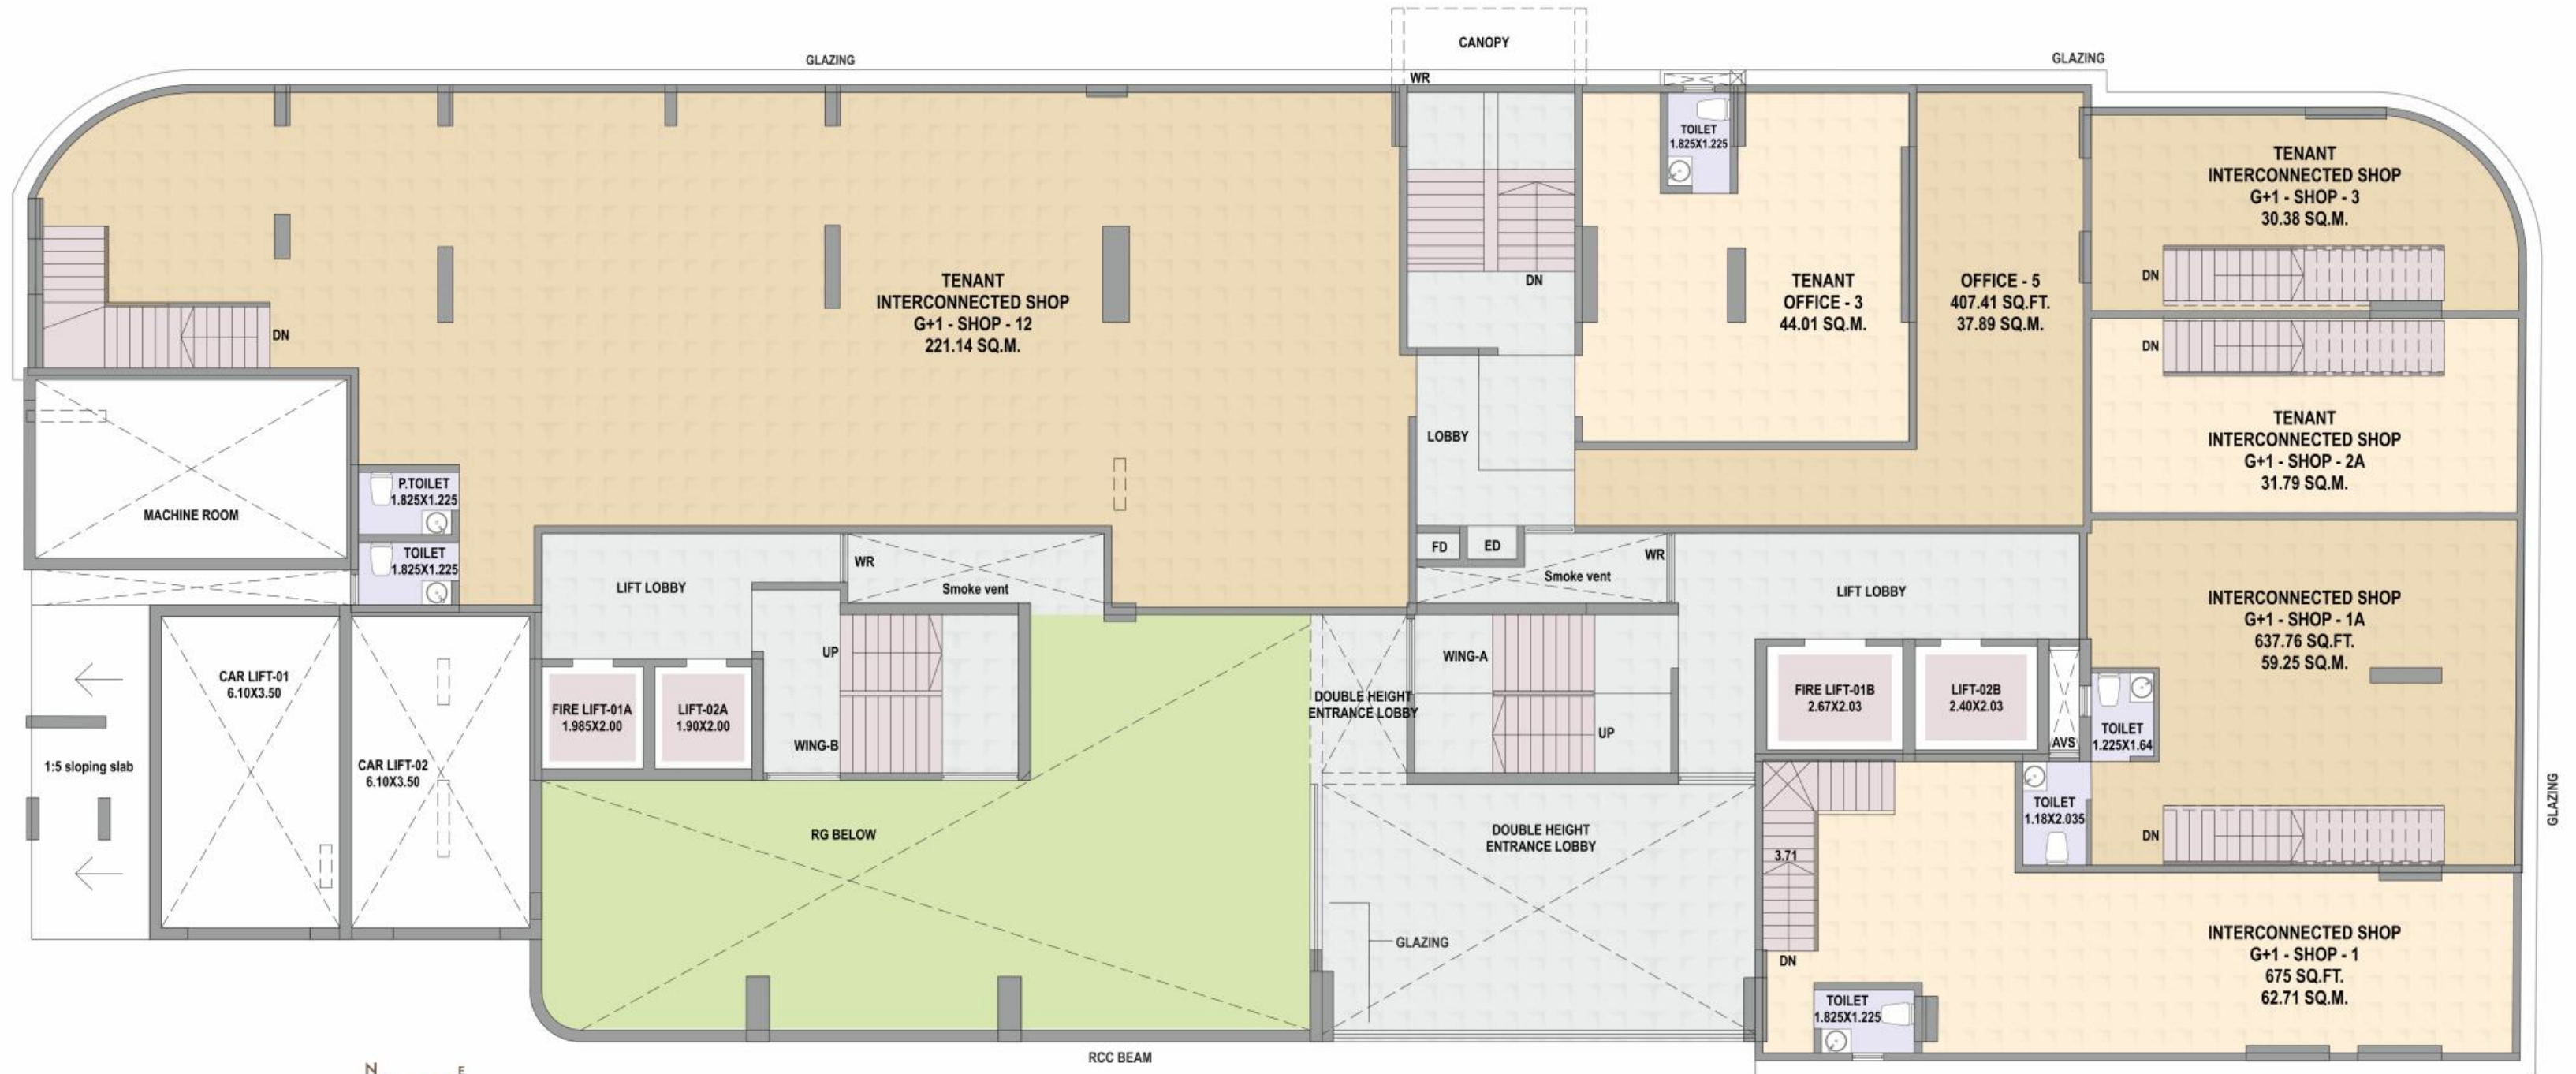 CANOPY
GLAZING
GLAZING
WR
TOILET
1.825X1.225
TENANT
INTERCONNECTED SHOP
G+1 - SHOP - 3
30.38 SQ.M.
DN
TENANT
INTERCONNECTED SHOP
G+1 - SHOP - 12
221.14 SQ.M.
DN
TENANT
OFFICE - 3
44.01 SQ.M.
OFFICE - 5
407.41 SQ.FT.
37.89 SQ.M.
DN
DN
TENANT
INTERCONNECTED SHOP
G+1 - SHOP - 2A
31.79 SQ.M.
LOBBY
MACHINE ROOM
P.TOILET
1.825X1.225
TOILET
1.825X1.225
FD
ED
LIFT LOBBY
WR
Smoke vent
Smoke vent
WR
LIFT LOBBY
INTERCONNECTED SHOP
G+1 - SHOP - 1A
637.76 SQ.FT.
59.25 SQ.M.
CAR LIFT-01
6.10X3.50
CAR LIFT-02
6.10X3.50
1:5 sloping slab
FIRE LIFT-01A
1.985X2.00
LIFT-02A
1.90X2.00
UP
WING-B
DOUBLE HEIGHT
ENTRANCE LOBBY
WING-A
UP
FIRE LIFT-01B
2.67X2.03
LIFT-02B
2.40X2.03
AVS
TOILET
1.225X1.64
TOILET
1.18X2.035
DN
GLAZING
RG BELOW
DOUBLE HEIGHT
ENTRANCE LOBBY
3.71
DN
GLAZING
INTERCONNECTED SHOP
G+1 - SHOP - 1
675 SQ.FT.
62.71 SQ.M.
TOILET
1.825X1.225
RCC BEAM
N
E